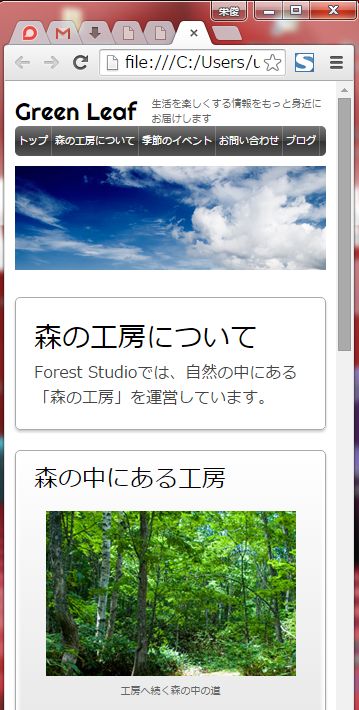 栄俊
file:///C:/Users/u
Green Leaf
生活を楽しくする情報をもっと身近に
お届けします
トップ 森の工房について 季節のイベント お問い合わせ ブログ
森の工房について
Forest Studioでは、自然の中にある
「森の工房」を運営しています。
森の中にある工房
工房へ続く森の中の道